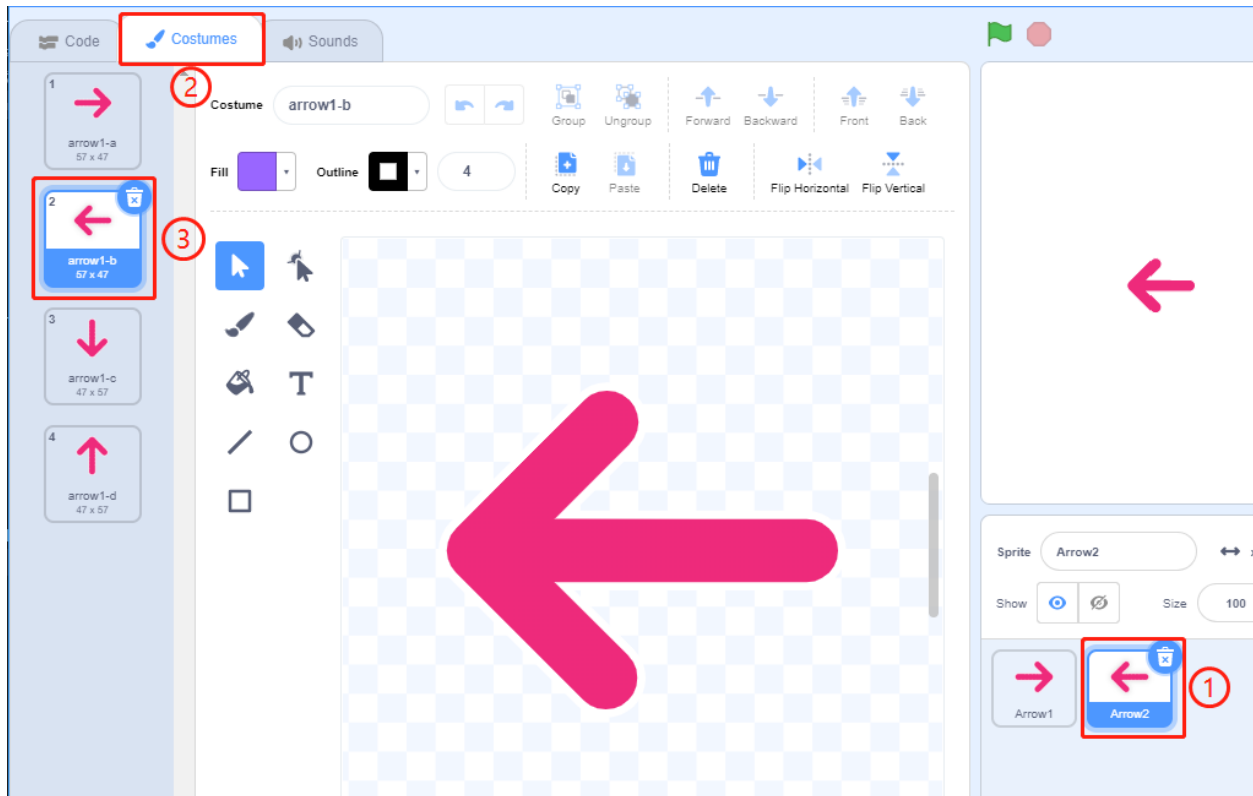 Code
Costumes
Sounds
1
arrow1-a
57 x 47
2
arrow1-b
57 x 47
3
arrow1-c
47 x 57
4
arrow1-d
47 x 57
②
③
Costume arrow1-b
Group Ungroup Forward Backward Front Back
Fill Outline 4
Copy Paste Delete Flip Horizontal Flip Vertical
T
Sprite Arrow2
Show Size 100
Arrow1
Arrow2
①